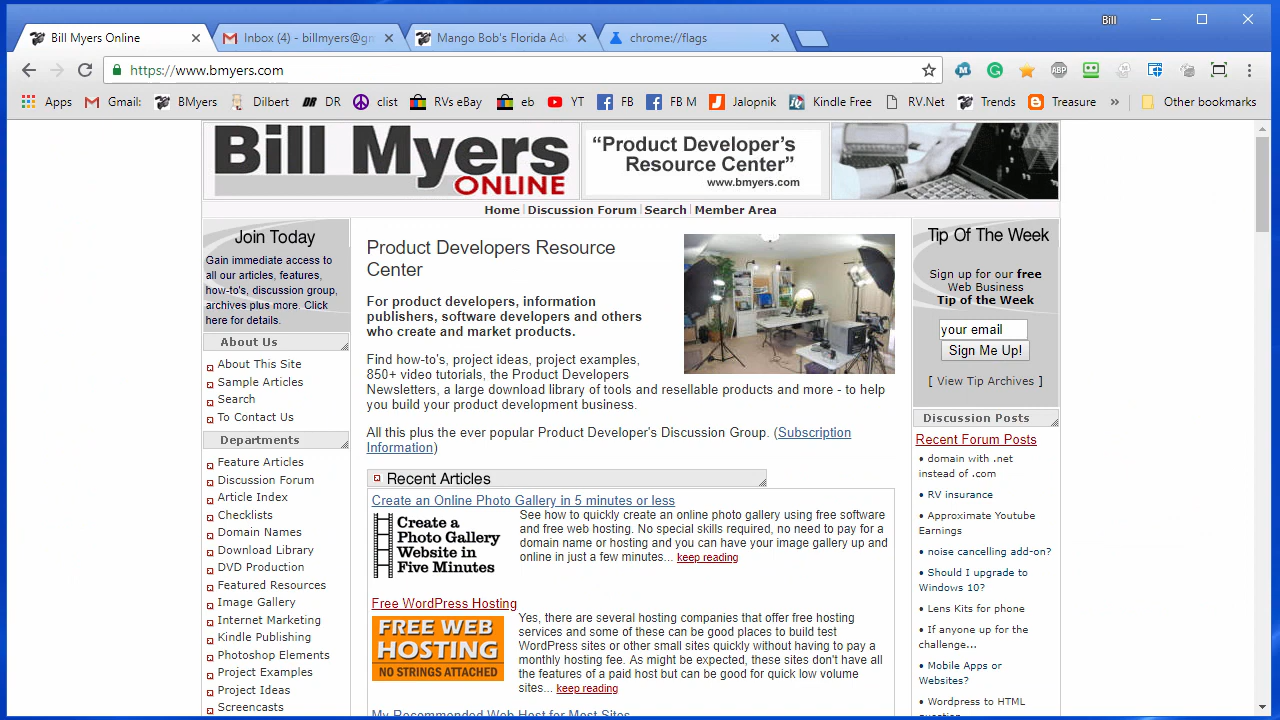 Bill
Bill Myers Online
Inbox (4) - billmyers@gm
Mango Bob's Florida Adv
chrome://flags
https://www.bmyers.com
ABP
Apps
Gmail:
BMyers
Dilbert
DR
clist
RVs eBay
eb
YT
FB
FB M
Jalopnik
Kindle Free
RV.Net
Trends
Treasure
»
Other bookmarks
Bill Myers
ONLINE
“Product Developer’s
Resource Center”
www.bmyers.com
Home | Discussion Forum | Search | Member Area
Join Today
Gain immediate access to
all our articles, features,
how-to's, discussion group,
archives plus more. Click
here for details.
About Us
About This Site
Sample Articles
Search
To Contact Us
Departments
Feature Articles
Discussion Forum
Article Index
Checklists
Domain Names
Download Library
DVD Production
Featured Resources
Image Gallery
Internet Marketing
Kindle Publishing
Photoshop Elements
Project Examples
Project Ideas
Screencasts
Product Developers Resource
Center
For product developers, information
publishers, software developers and others
who create and market products.
Find how-to's, project ideas, project examples,
850+ video tutorials, the Product Developers
Newsletters, a large download library of tools and resellable products and more - to help
you build your product development business.
All this plus the ever popular Product Developer's Discussion Group. (Subscription
Information)
Recent Articles
Create an Online Photo Gallery in 5 minutes or less
Create a
Photo Gallery
Website in
Five Minutes
See how to quickly create an online photo gallery using free software
and free web hosting. No special skills required, no need to pay for a
domain name or hosting and you can have your image gallery up and
online in just a few minutes... keep reading
Free WordPress Hosting
FREE WEB
HOSTING
NO STRINGS ATTACHED
Yes, there are several hosting companies that offer free hosting
services and some of these can be good places to build test
WordPress sites or other small sites quickly without having to pay a
monthly hosting fee. As might be expected, these sites don't have all
the features of a paid host but can be good for quick low volume
sites... keep reading
My Recommended Web Host for Most Sites
Tip Of The Week
Sign up for our free
Web Business
Tip of the Week
your email
Sign Me Up!
[ View Tip Archives ]
Discussion Posts
Recent Forum Posts
• domain with .net
instead of .com
• RV insurance
• Approximate Youtube
Earnings
• noise cancelling add-on?
• Should I upgrade to
Windows 10?
• Lens Kits for phone
• If anyone up for the
challenge...
• Mobile Apps or
Websites?
• Wordpress to HTML
question